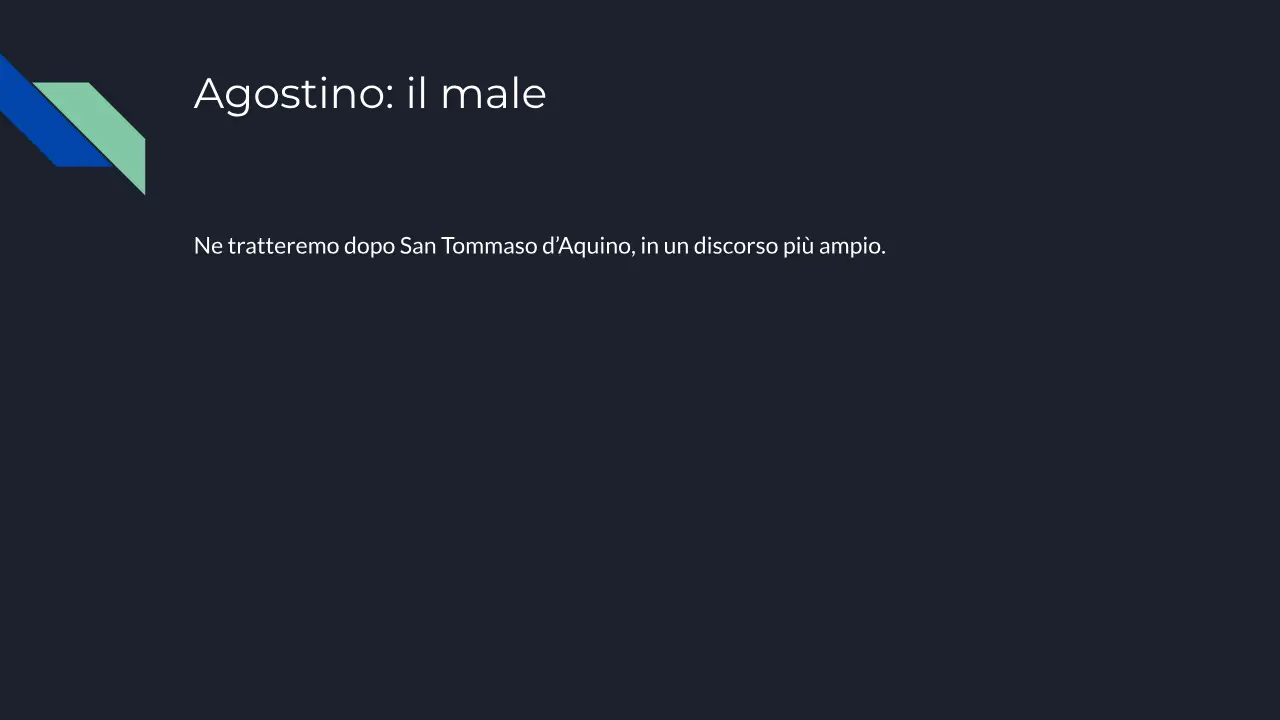 Agostino: il male
Ne tratteremo dopo San Tommaso d’Aquino, in un discorso più ampio.